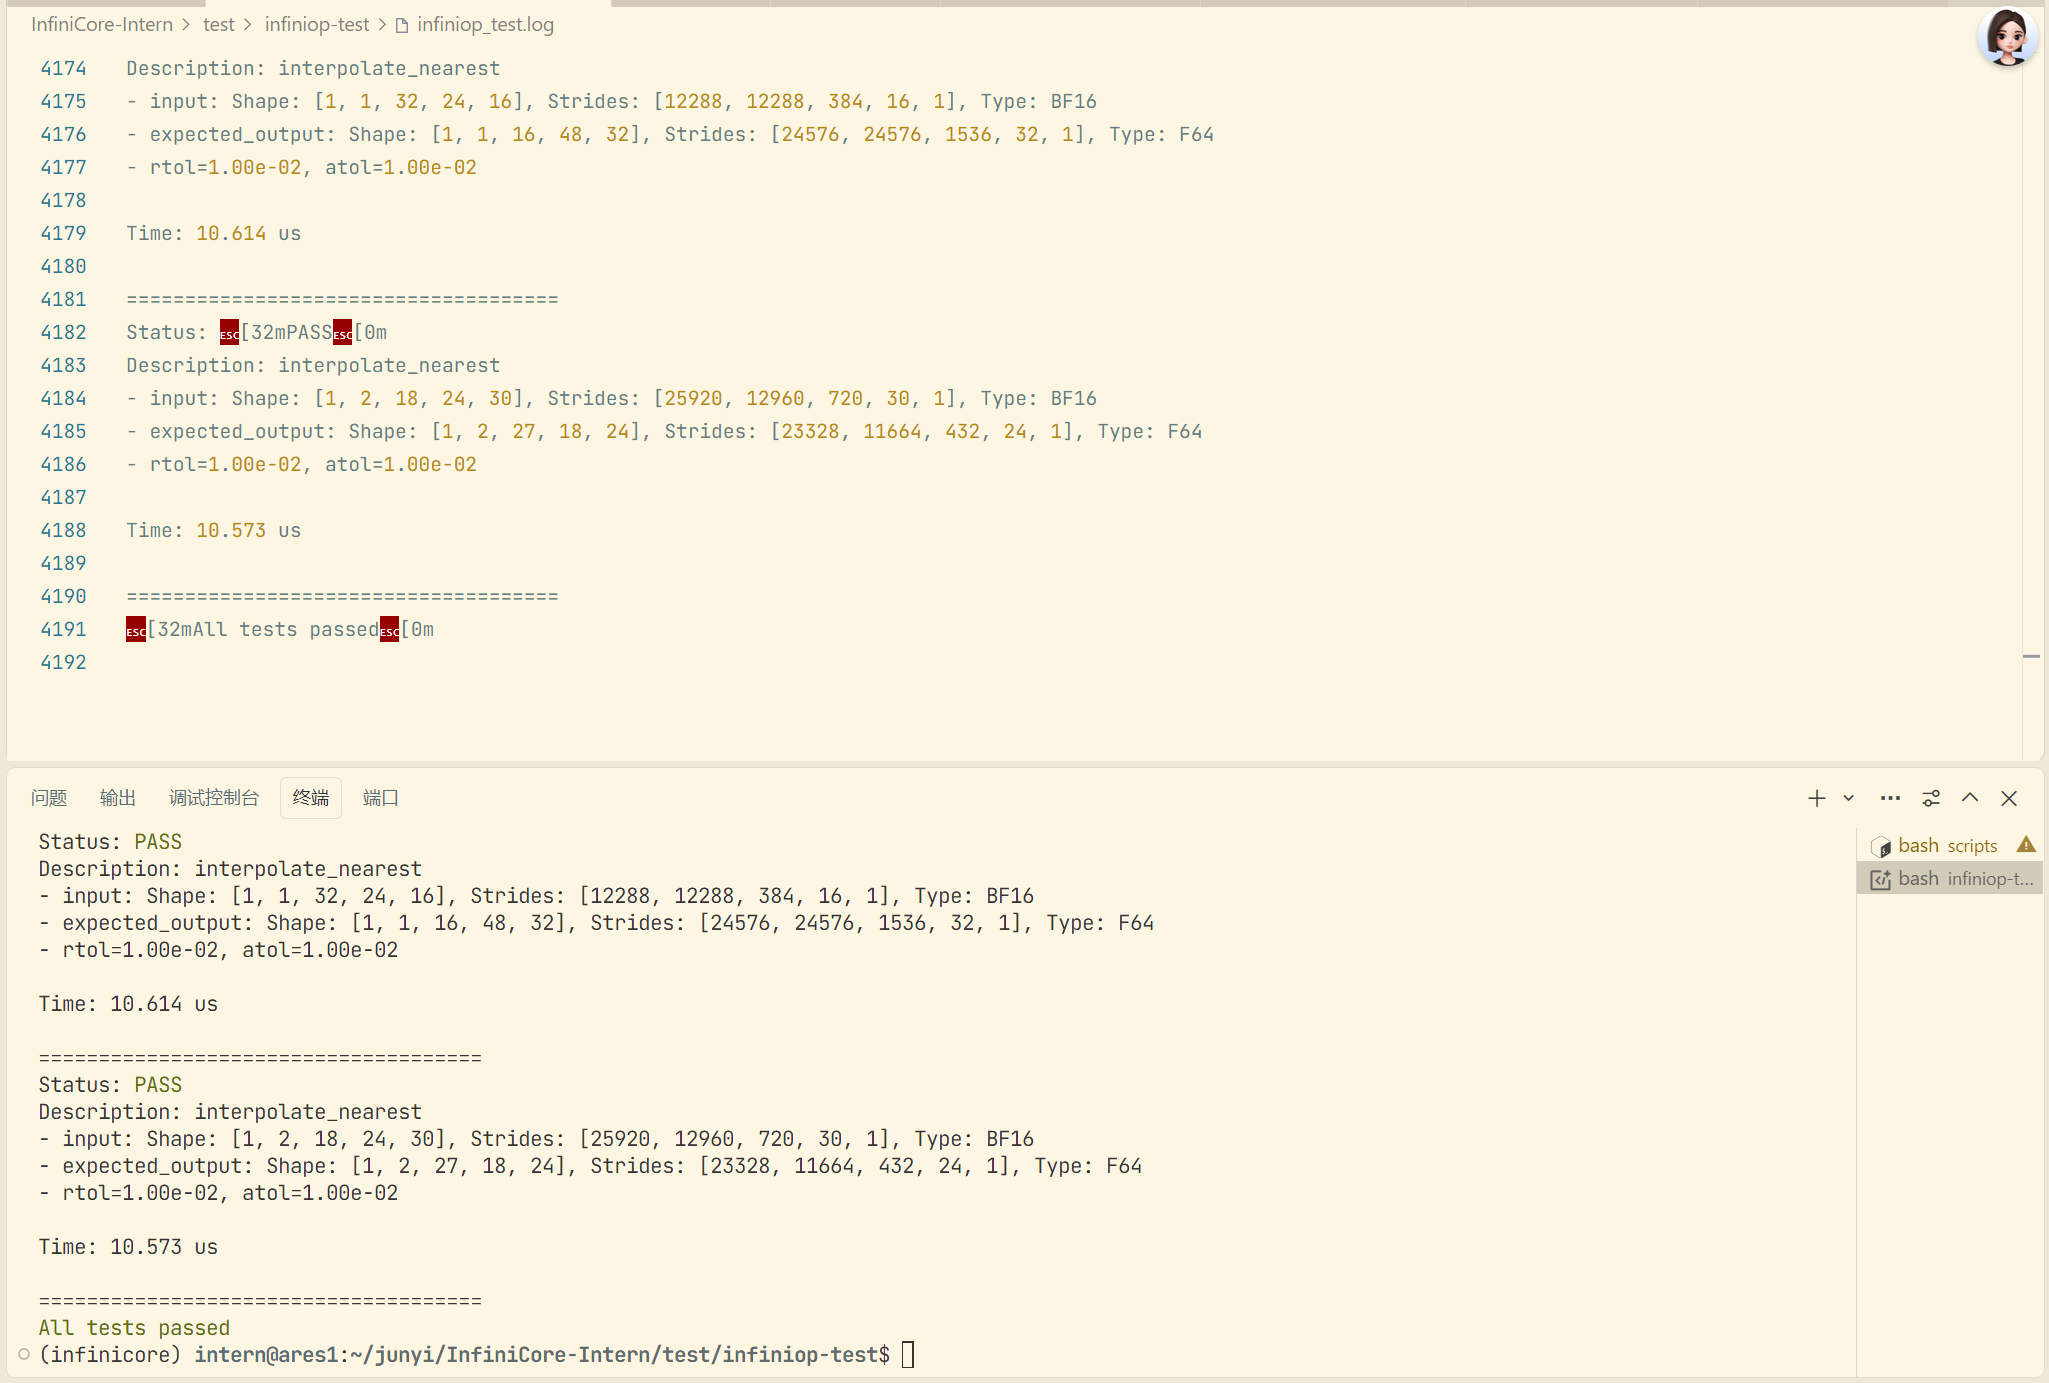 InfiniCore-Intern > test > infiniop-test > infiniop_test.log
4174 Description: interpolate_nearest
4175 - input: Shape: [1, 1, 32, 24, 16], Strides: [12288, 12288, 384, 16, 1], Type: BF16
4176 - expected_output: Shape: [1, 1, 16, 48, 32], Strides: [24576, 24576, 1536, 32, 1], Type: F64
4177 - rtol=1.00e-02, atol=1.00e-02
4178
4179 Time: 10.614 us
4180
4181 =====================================
4182 Status: ESC[32mPASSESC[0m
4183 Description: interpolate_nearest
4184 - input: Shape: [1, 2, 18, 24, 30], Strides: [25920, 12960, 720, 30, 1], Type: BF16
4185 - expected_output: Shape: [1, 2, 27, 18, 24], Strides: [23328, 11664, 432, 24, 1], Type: F64
4186 - rtol=1.00e-02, atol=1.00e-02
4187
4188 Time: 10.573 us
4189
4190 =====================================
4191 ESC[32mAll tests passedESC[0m
4192
问题 输出 调试控制台 终端 端口
Status: PASS
Description: interpolate_nearest
- input: Shape: [1, 1, 32, 24, 16], Strides: [12288, 12288, 384, 16, 1], Type: BF16
- expected_output: Shape: [1, 1, 16, 48, 32], Strides: [24576, 24576, 1536, 32, 1], Type: F64
- rtol=1.00e-02, atol=1.00e-02
Time: 10.614 us
=====================================
Status: PASS
Description: interpolate_nearest
- input: Shape: [1, 2, 18, 24, 30], Strides: [25920, 12960, 720, 30, 1], Type: BF16
- expected_output: Shape: [1, 2, 27, 18, 24], Strides: [23328, 11664, 432, 24, 1], Type: F64
- rtol=1.00e-02, atol=1.00e-02
Time: 10.573 us
=====================================
All tests passed
(infinicore) intern@ares1:~/junyi/InfiniCore-Intern/test/infiniop-test$
bash scripts
bash infiniop-t...